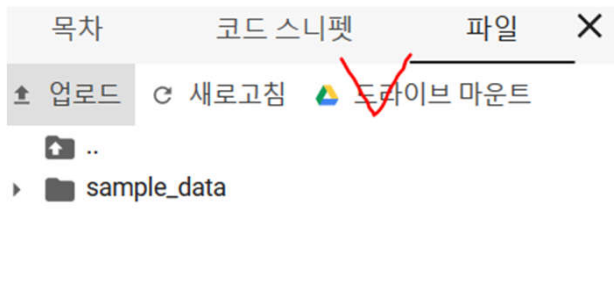 목차 코드 스니펫 파일
업로드 새로고침 드라이브 마운트
..
sample_data